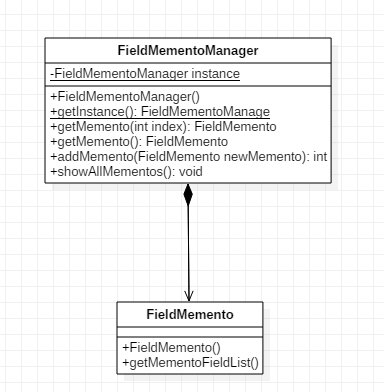 FieldMementoManager
-FieldMementoManager instance
+FieldMementoManager()
+getInstance(): FieldMementoManage
+getMemento(int index): FieldMemento
+getMemento(): FieldMemento
+addMemento(FieldMemento newMemento): int
+showAllMementos(): void
FieldMemento
+FieldMemento()
+getMementoFieldList()